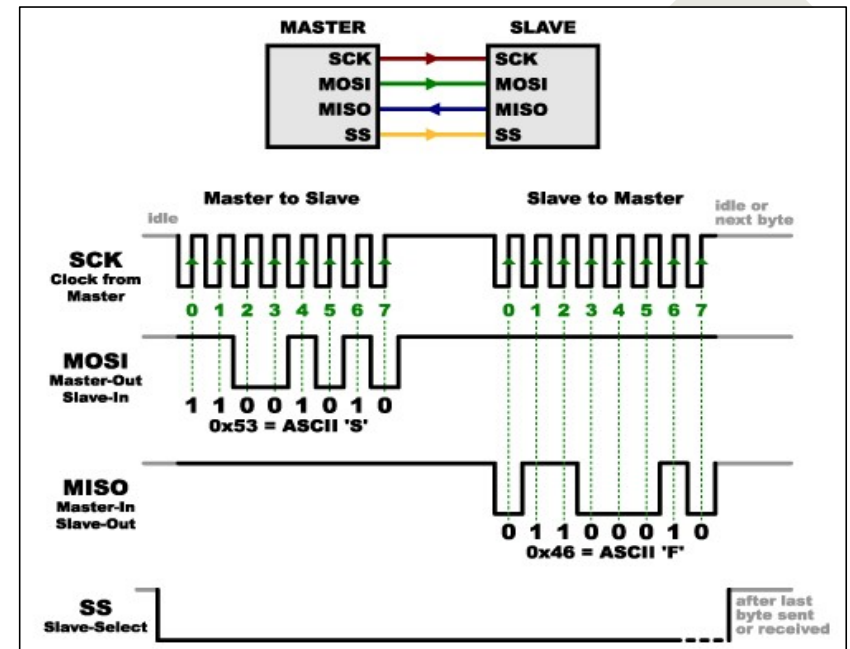 MASTER SLAVE
SCK SCK
MOSI MOSI
MISO MISO
SS SS
Master to Slave Slave to Master
idle
idle or
next byte
SCK
Clock from
Master
0 1 2 3 4 5 6 7 0 1 2 3 4 5 6 7
MOSI
Master-Out
Slave-In
1 1 0 0 1 0 1 0
0x53 = ASCII 'S'
MISO
Master-In
Slave-Out
0 1 1 0 0 0 1 0
0x46 = ASCII 'F'
SS
Slave-Select
after last
byte sent
or received